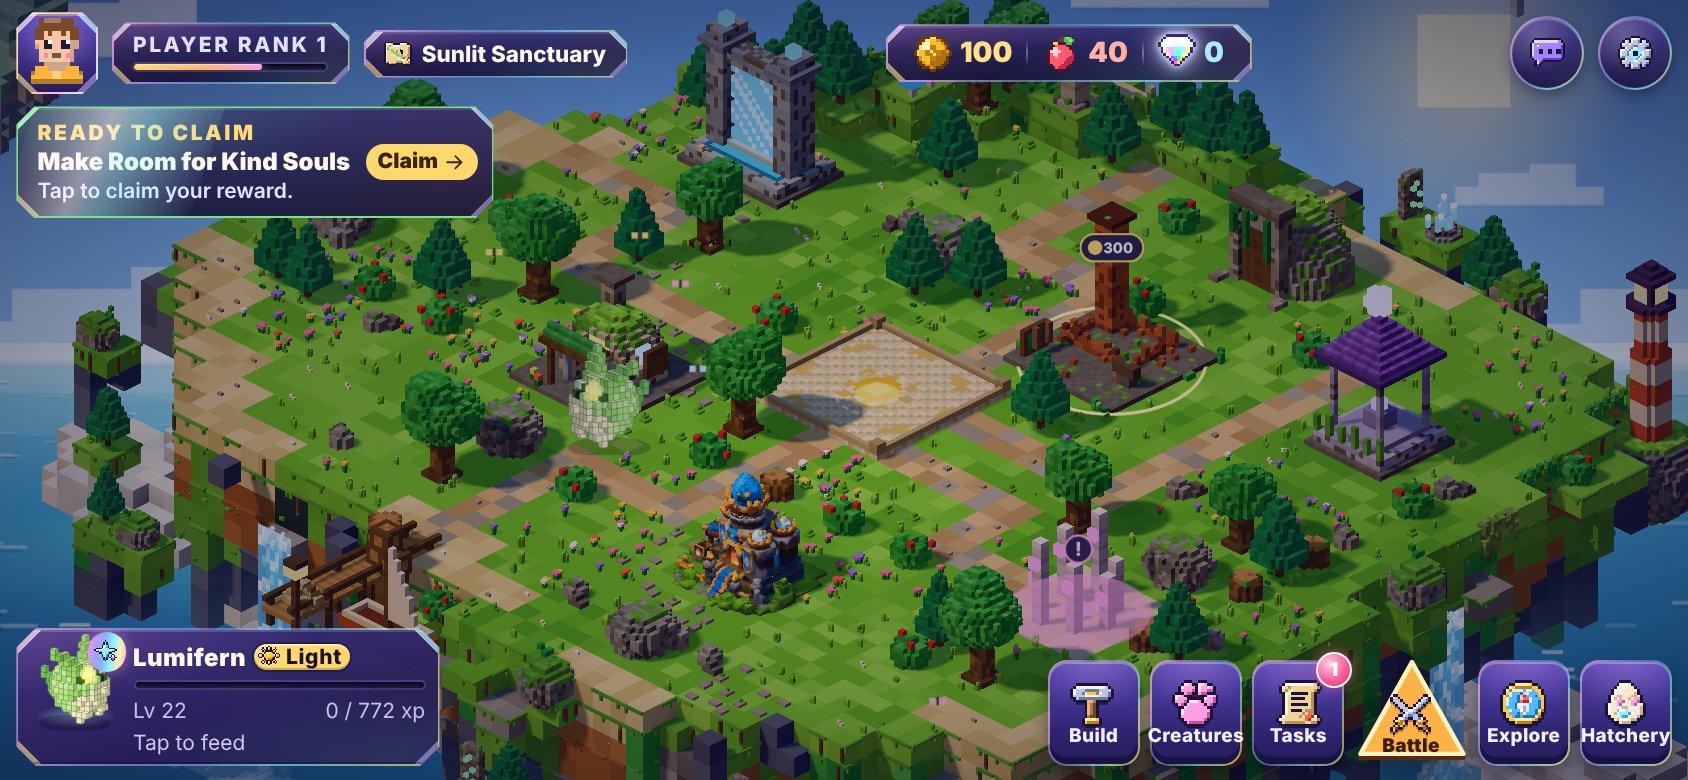 PLAYER RANK 1
Sunlit Sanctuary
100
40
0
READY TO CLAIM
Make Room for Kind Souls
Claim →
Tap to claim your reward.
300
!
Lumifern
Light
Lv 22
0 / 772 xp
Tap to feed
Build
Creatures
1
Tasks
Battle
Explore
Hatchery